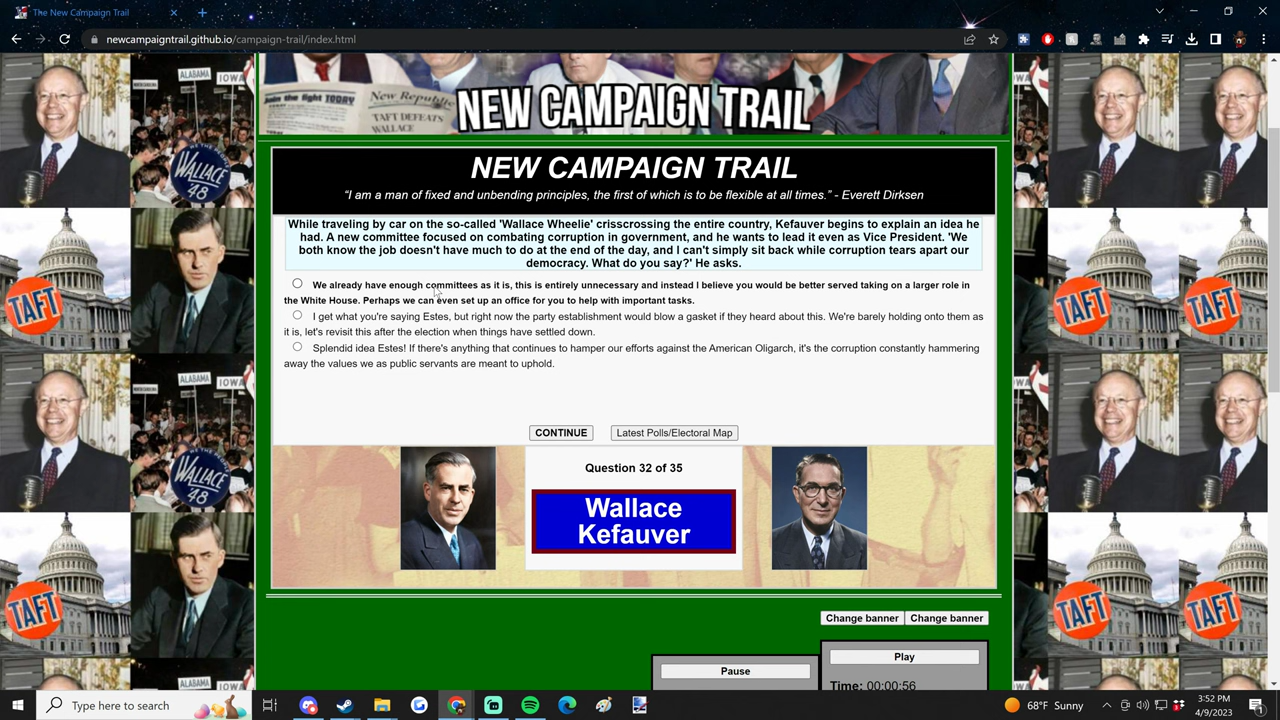 The New Campaign Trail
newcampaigntrail.github.io/campaign-trail/index.html
ALABAMA
IOWA
WALLACE
'48
TAFT
Join the fight TODAY
New Republic
TAFT DEFEATS
WALLACE
NEW CAMPAIGN TRAIL
NEW CAMPAIGN TRAIL
“I am a man of fixed and unbending principles, the first of which is to be flexible at all times.” - Everett Dirksen
While traveling by car on the so-called 'Wallace Wheelie' crisscrossing the entire country, Kefauver begins to explain an idea he
had. A new committee focused on combating corruption in government, and he wants to lead it even as Vice President. 'We
both know the job doesn't have much to do at the end of the day, and I can't simply sit back while corruption tears apart our
democracy. What do you say?' He asks.
We already have enough committees as it is, this is entirely unnecessary and instead I believe you would be better served taking on a larger role in
the White House. Perhaps we can even set up an office for you to help with important tasks.
I get what you're saying Estes, but right now the party establishment would blow a gasket if they heard about this. We're barely holding onto them as
it is, let's revisit this after the election when things have settled down.
Splendid idea Estes! If there's anything that continues to hamper our efforts against the American Oligarch, it's the corruption constantly hammering
away the values we as public servants are meant to uphold.
CONTINUE
Latest Polls/Electoral Map
Question 32 of 35
Wallace
Kefauver
Change banner
Change banner
Play
Pause
Time: 00:00:56
Type here to search
68°F Sunny
3:52 PM
4/9/2023